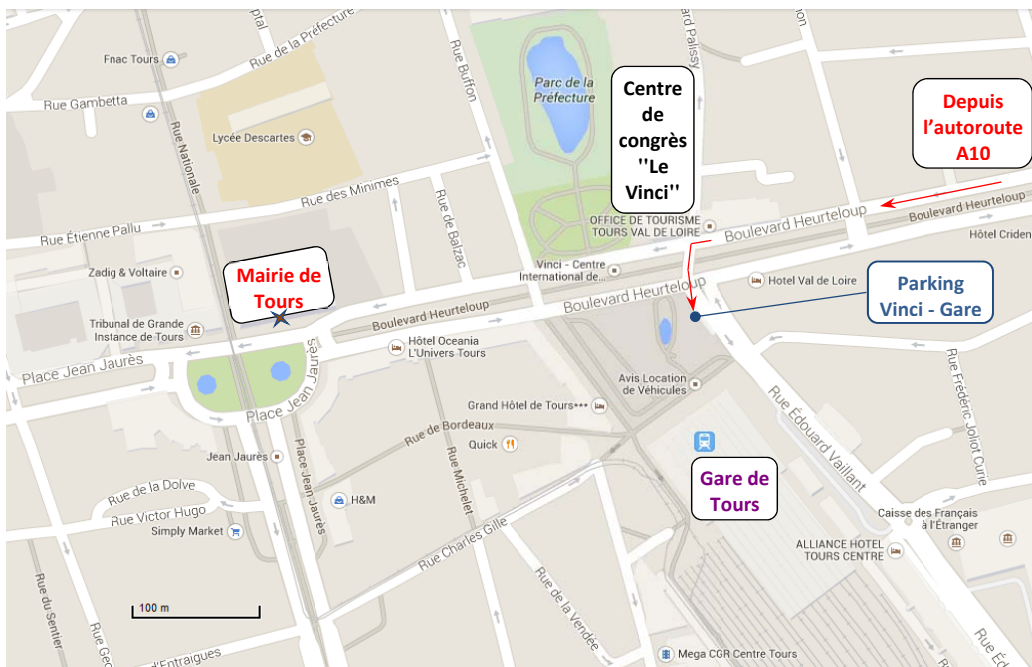 Fnac Tours
Rue de la Préfecture
Rue Gambetta
Rue Nationale
Lycée Descartes
Rue Buffon
Parc de la
Préfecture
ard Palissy
Centre
de
congrès
''Le
Vinci''
Depuis
l'autoroute
A10
Rue des Minimes
Rue Étienne Pallu
Rue de Balzac
OFFICE DE TOURISME
TOURS VAL DE LOIRE
Boulevard Heurteloup
Boulevard Heurteloup
Hôtel Criden
Zadig & Voltaire
Mairie de
Tours
Vinci - Centre
International de...
Hotel Val de Loire
Parking
Vinci - Gare
Boulevard Heurteloup
Boulevard Heurteloup
Tribunal de Grande
Instance de Tours
Hôtel Oceania
L'Univers Tours
Place Jean Jaurès
Place Jean Jaurès
Place Jean Jaurès
Avis Location
de Véhicules
Rue Frédéric Joliot Curie
Grand Hôtel de Tours•••
Rue Édouard Vaillant
Rue de Bordeaux
Quick
Jean Jaurès
Rue Michelet
Gare de
Tours
Rue de la Dolve
H&M
Rue Victor Hugo
Simply Market
Caisse des Français
à l'Étranger
ALLIANCE HOTEL
TOURS CENTRE
Rue Charles Gille
Rue du Sentier
100 m
Rue de la Vendée
Rue Geo
d'Entraigues
Mega CGR Centre Tours
Rue Éd